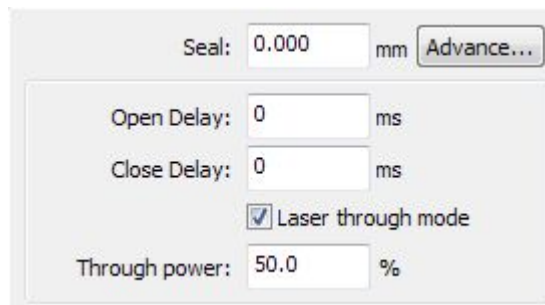 Seal: 0.000 mm Advance...
Open Delay: 0 ms
Close Delay: 0 ms
Laser through mode
Through power: 50.0 %